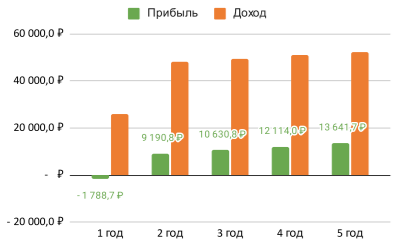 Прибыль Доход
60 000,0 ₽
40 000,0 ₽
20 000,0 ₽
- ₽
- 20 000,0 ₽
- 1 788,7 ₽
9 190,8 ₽
10 630,8 ₽
12 114,0 ₽
13 641,7 ₽
1 год 2 год 3 год 4 год 5 год